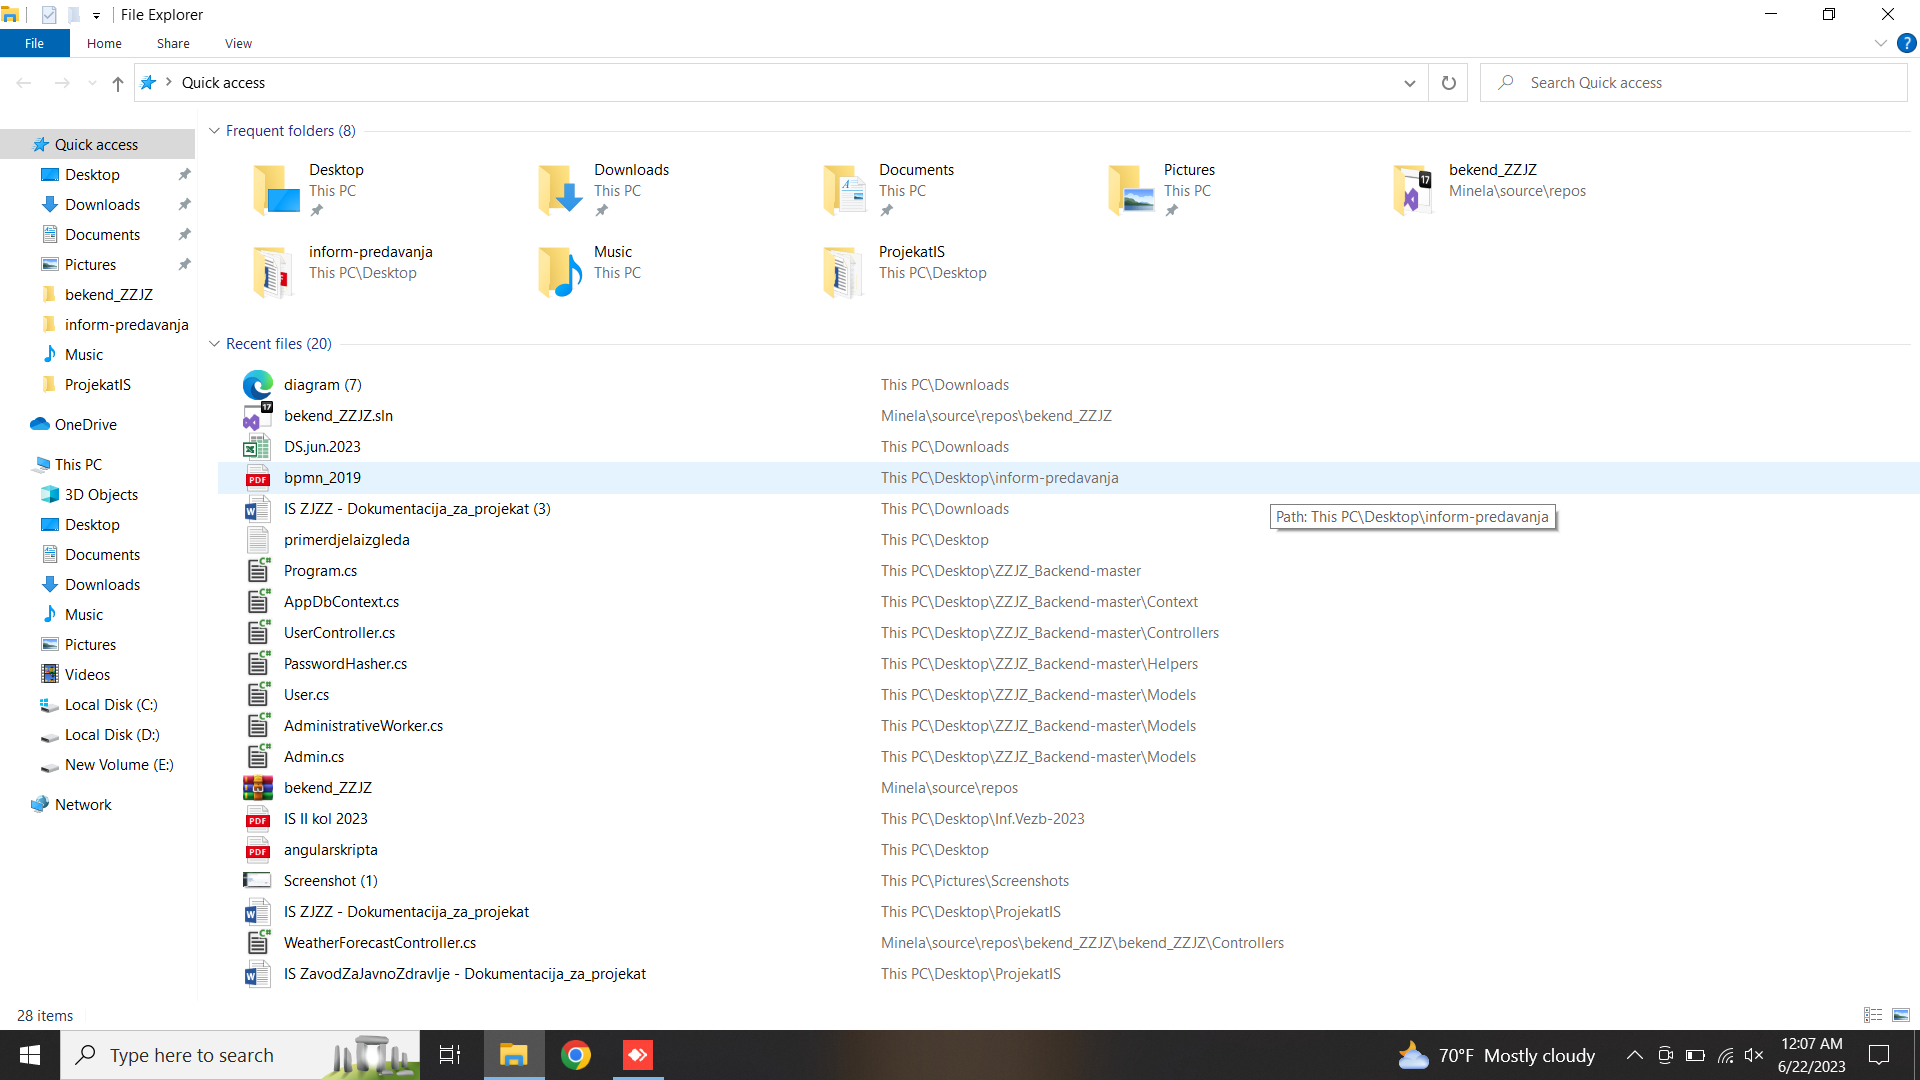 File Explorer
File Home Share View
Quick access
Search Quick access
Quick access
Desktop
Downloads
Documents
Pictures
bekend_ZZJZ
inform-predavanja
Music
ProjekatIS
OneDrive
This PC
3D Objects
Desktop
Documents
Downloads
Music
Pictures
Videos
Local Disk (C:)
Local Disk (D:)
New Volume (E:)
Network
Frequent folders (8)
Desktop
This PC
Downloads
This PC
Documents
This PC
Pictures
This PC
bekend_ZZJZ
Minela\source\repos
inform-predavanja
This PC\Desktop
Music
This PC
ProjekatIS
This PC\Desktop
Recent files (20)
diagram (7) This PC\Downloads
bekend_ZZJZ.sln Minela\source\repos\bekend_ZZJZ
DS.jun.2023 This PC\Downloads
bpmn_2019 This PC\Desktop\inform-predavanja
IS ZJZZ - Dokumentacija_za_projekat (3) This PC\Downloads
Path: This PC\Desktop\inform-predavanja
primerdjelaizgleda This PC\Desktop
Program.cs This PC\Desktop\ZZJZ_Backend-master
AppDbContext.cs This PC\Desktop\ZZJZ_Backend-master\Context
UserController.cs This PC\Desktop\ZZJZ_Backend-master\Controllers
PasswordHasher.cs This PC\Desktop\ZZJZ_Backend-master\Helpers
User.cs This PC\Desktop\ZZJZ_Backend-master\Models
AdministrativeWorker.cs This PC\Desktop\ZZJZ_Backend-master\Models
Admin.cs This PC\Desktop\ZZJZ_Backend-master\Models
bekend_ZZJZ Minela\source\repos
IS II kol 2023 This PC\Desktop\Inf.Vezb-2023
angularskripta This PC\Desktop
Screenshot (1) This PC\Pictures\Screenshots
IS ZJZZ - Dokumentacija_za_projekat This PC\Desktop\ProjekatIS
WeatherForecastController.cs Minela\source\repos\bekend_ZZJZ\bekend_ZZJZ\Controllers
IS ZavodZaJavnoZdravlje - Dokumentacija_za_projekat This PC\Desktop\ProjekatIS
28 items
Type here to search
70°F Mostly cloudy
12:07 AM
6/22/2023